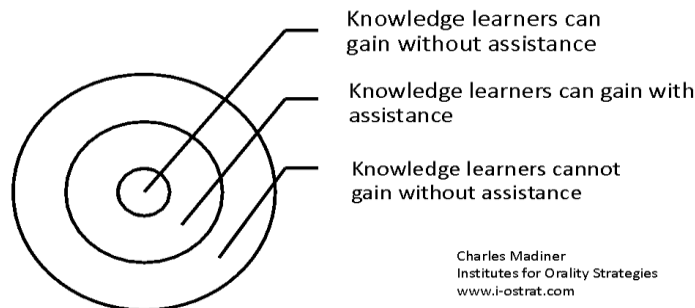 Knowledge learners can
gain without assistance
Knowledge learners can gain with
assistance
Knowledge learners cannot
gain without assistance
Charles Madiner
Institutes for Orality Strategies
www.i-ostrat.com